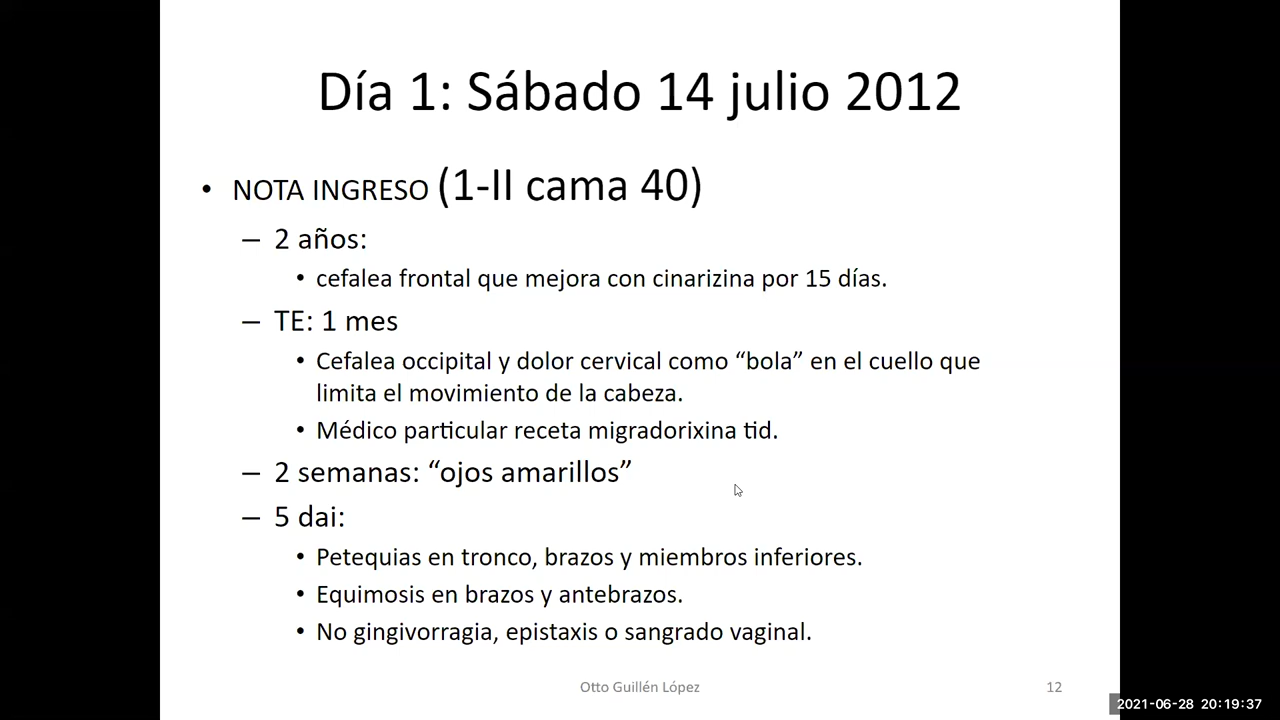 Día 1: Sábado 14 julio 2012
• NOTA INGRESO (1-II cama 40)
– 2 años:
• cefalea frontal que mejora con cinarizina por 15 días.
– TE: 1 mes
• Cefalea occipital y dolor cervical como “bola” en el cuello que
limita el movimiento de la cabeza.
• Médico particular receta migradorixina tid.
– 2 semanas: “ojos amarillos”
– 5 dai:
• Petequias en tronco, brazos y miembros inferiores.
• Equimosis en brazos y antebrazos.
• No gingivorragia, epistaxis o sangrado vaginal.
Otto Guillén López
12
2021-06-28 20:19:37